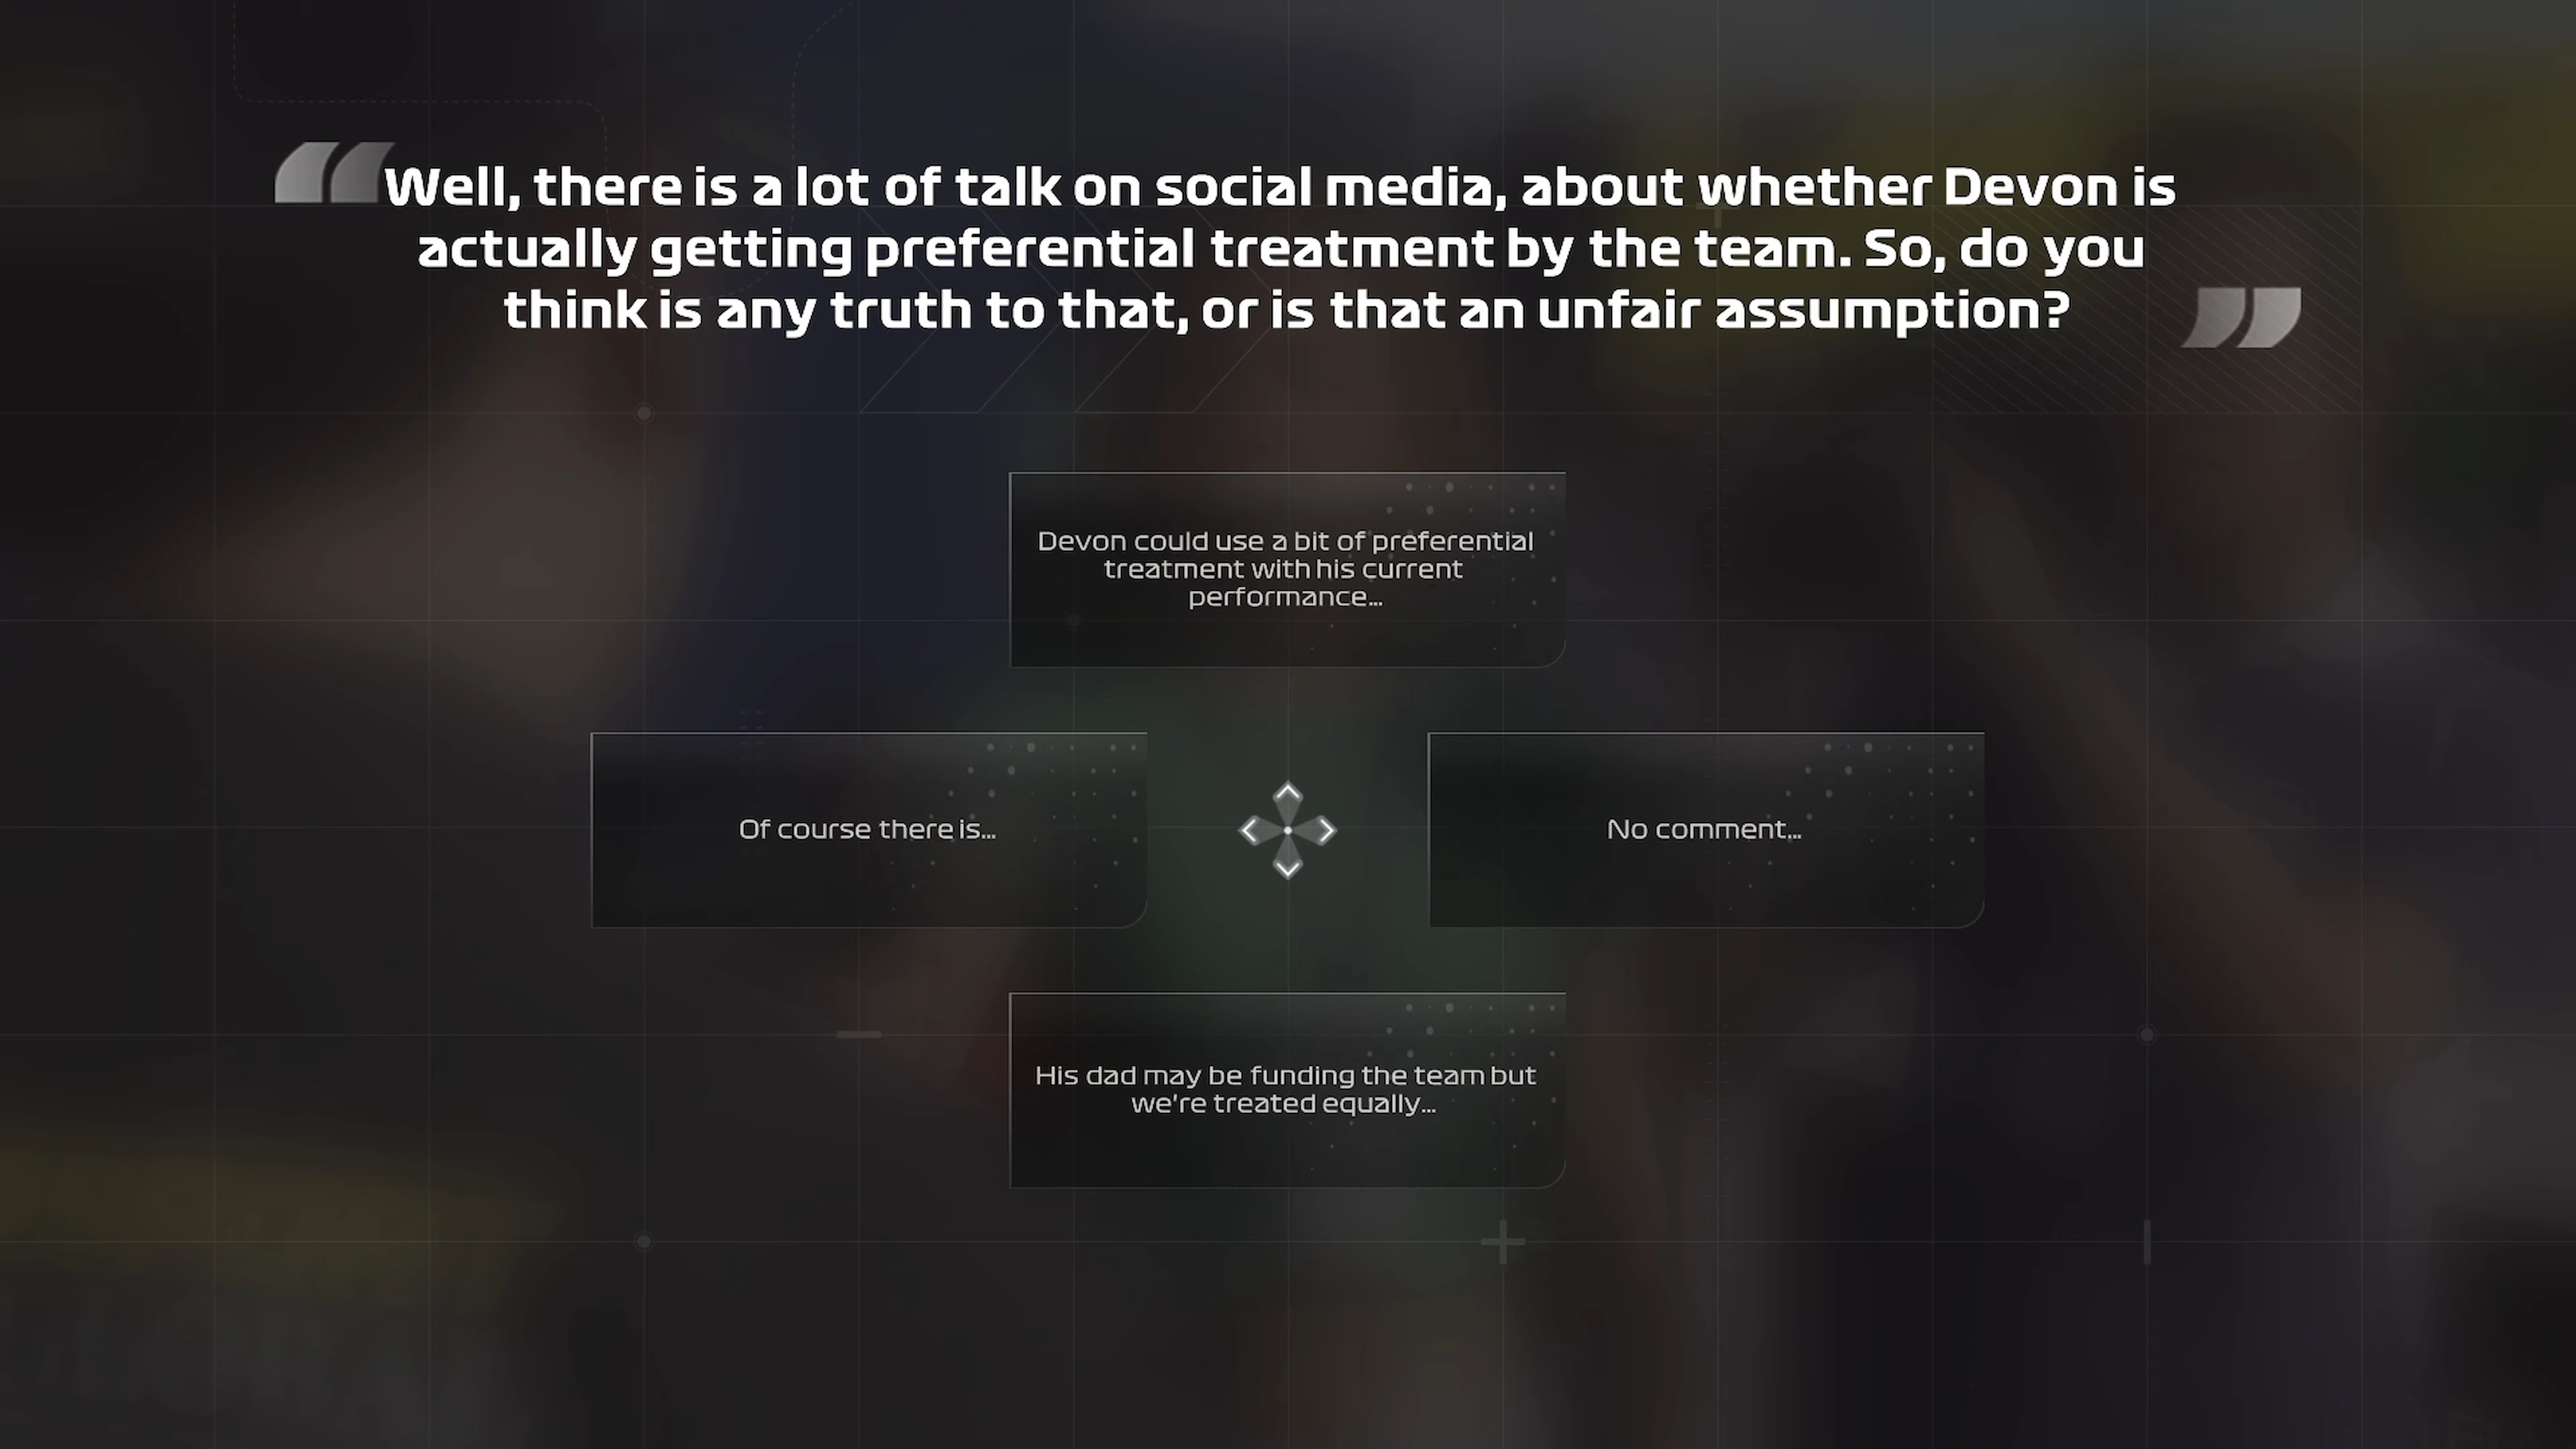 Well, there is a lot of talk on social media, about whether Devon is
actually getting preferential treatment by the team. So, do you
think is any truth to that, or is that an unfair assumption?
Devon could use a bit of preferential
treatment with his current
performance...
Of course there is...
No comment...
His dad may be funding the team but
we're treated equally...